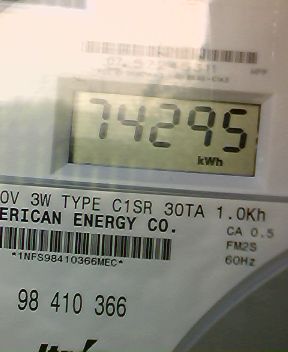 74295
kWh
0V 3W TYPE C1SR 30TA 1.0Kh
ERICAN ENERGY CO.
CA 0.5
FM2S
*1NFS98410366MEC*
60Hz
98 410 366